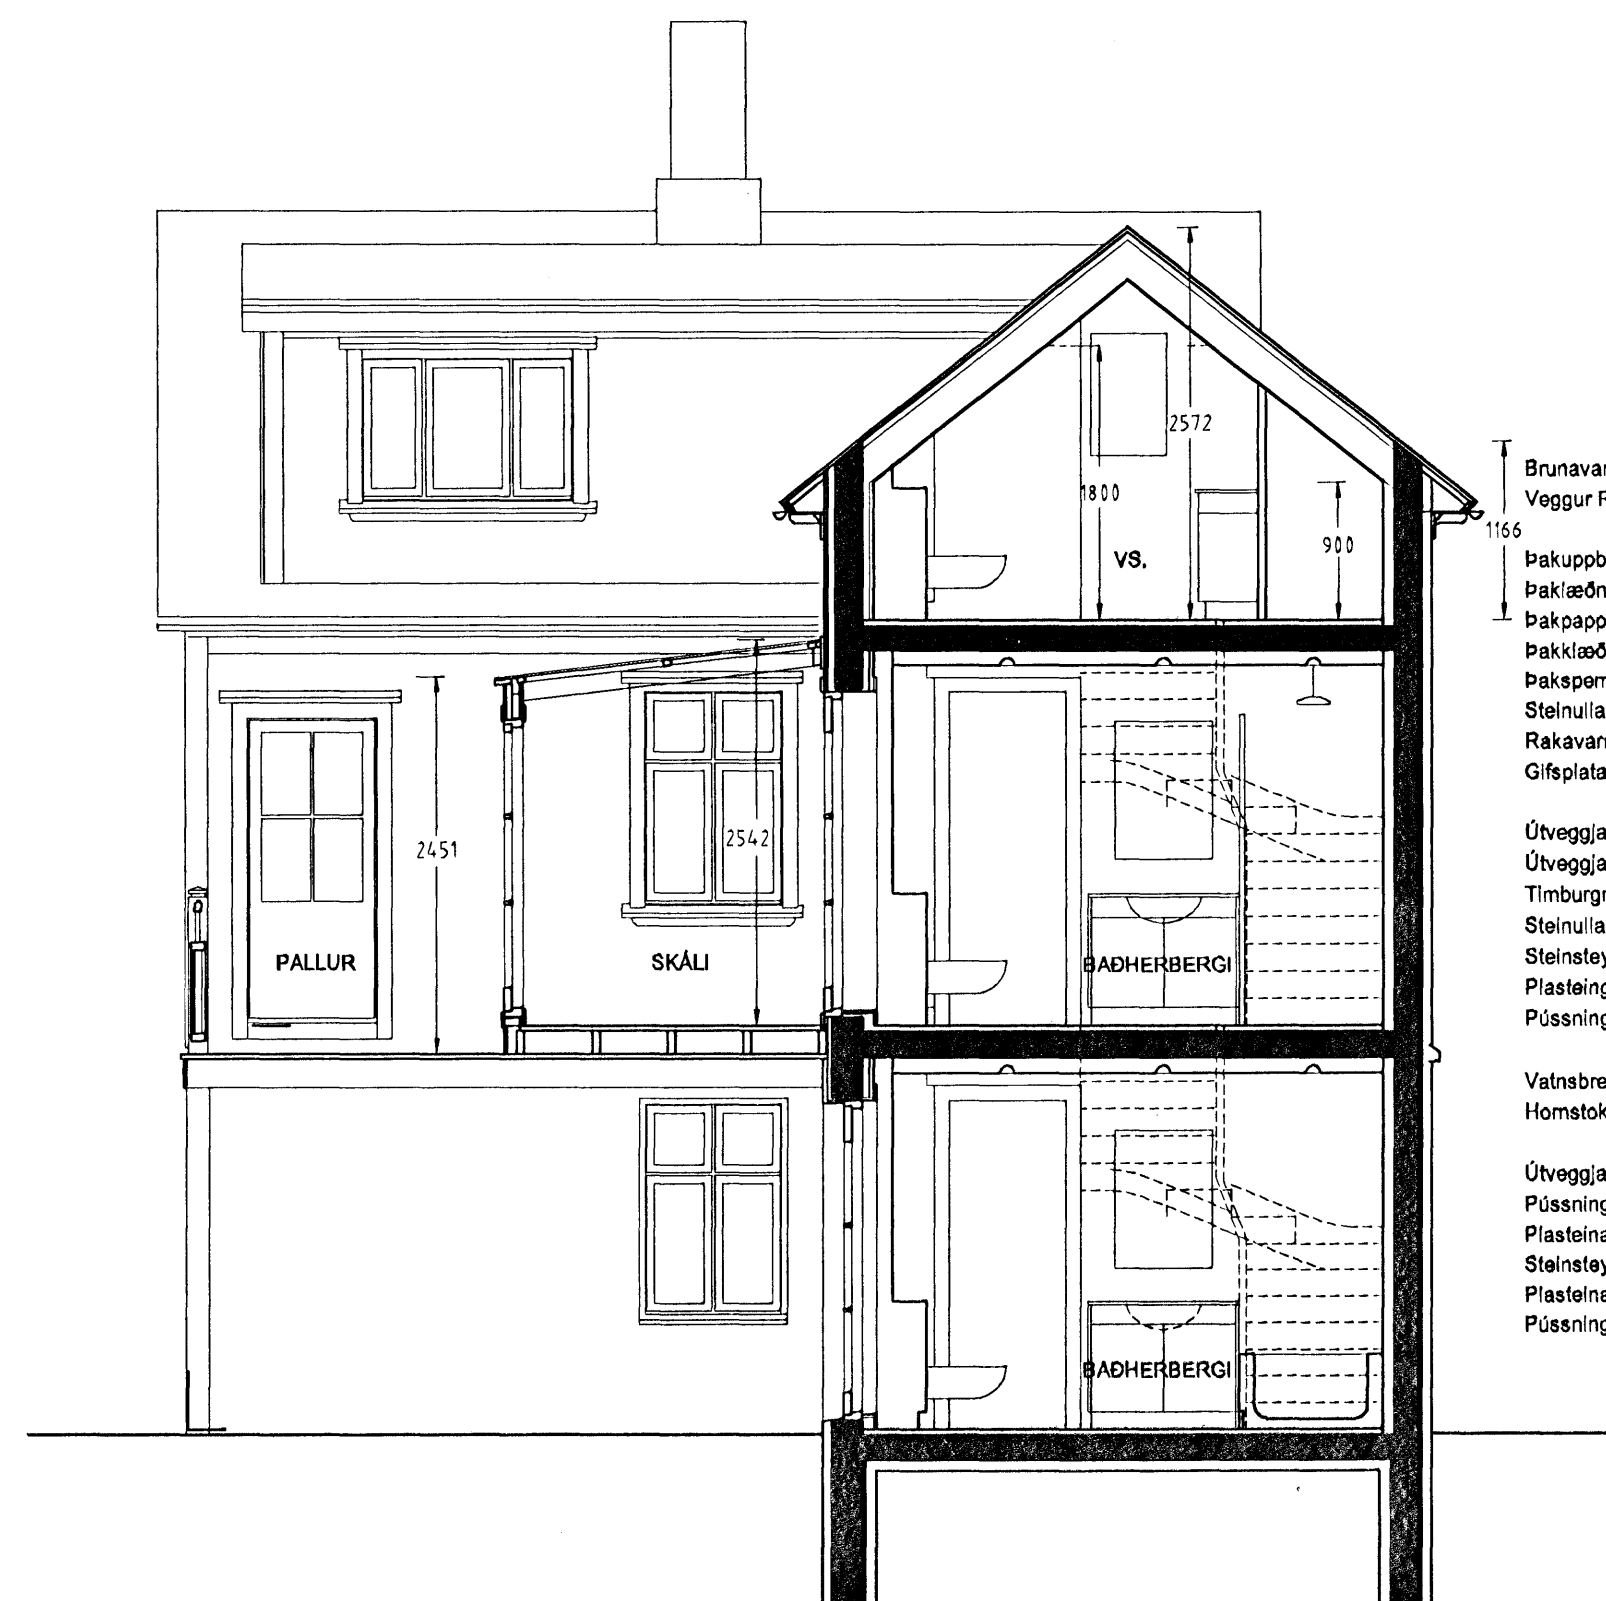 2572
1800
VS.
900
1166
2451
2542
PALLUR
SKÁLI
BAÐHERBERGI
BAÐHERBERGI
Brunavar
Veggur
Þakuppb
Þaklæðn
Þakpapp
Þakklæð
Þaksperr
Steinulla
Rakavarn
Gifsplata
Útveggja
Útveggja
Timburgr
Steinulla
Steinstey
Plasteing
Pússning
Vatnsbre
Hornstok
Útveggja
Pússning
Plasteina
Steinstey
Plasteina
Pússning